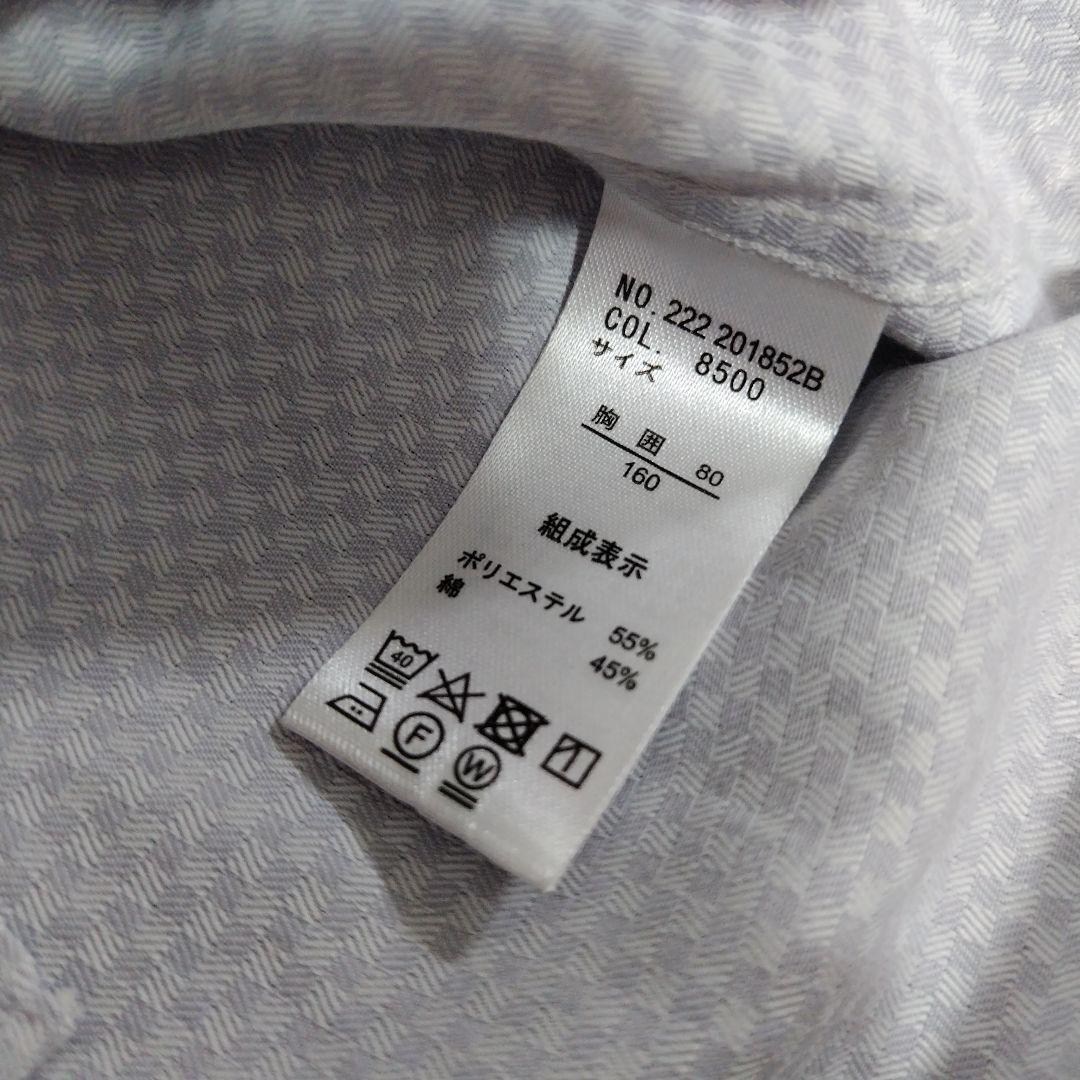 NO. 222 201852B
COL. 8500
サイズ
胸 囲 80
160
組成表示
ポリエステル 55%
綿 45%
40
F W